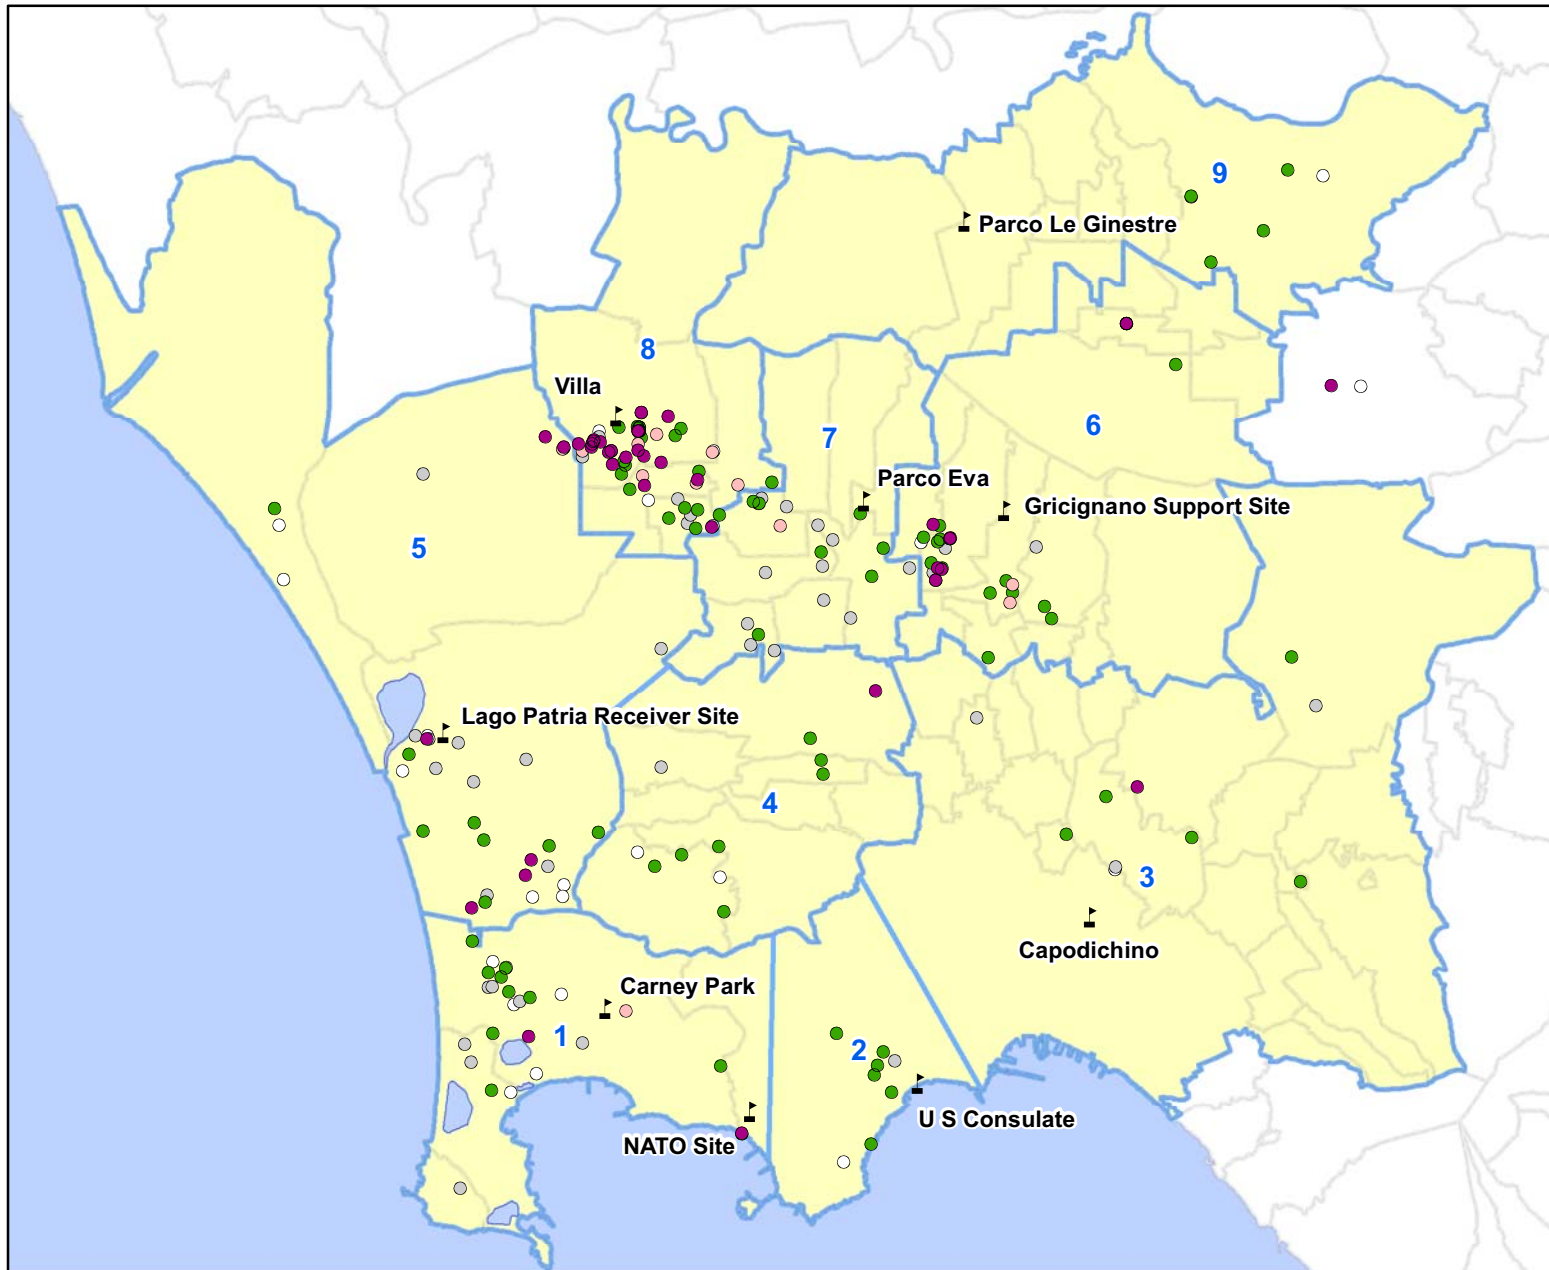 9
Parco Le Ginestre
8
Villa
7
6
Parco Eva
Gricignano Support Site
5
Lago Patria Receiver Site
4
3
Capodichino
Carney Park
1
2
U S Consulate
NATO Site